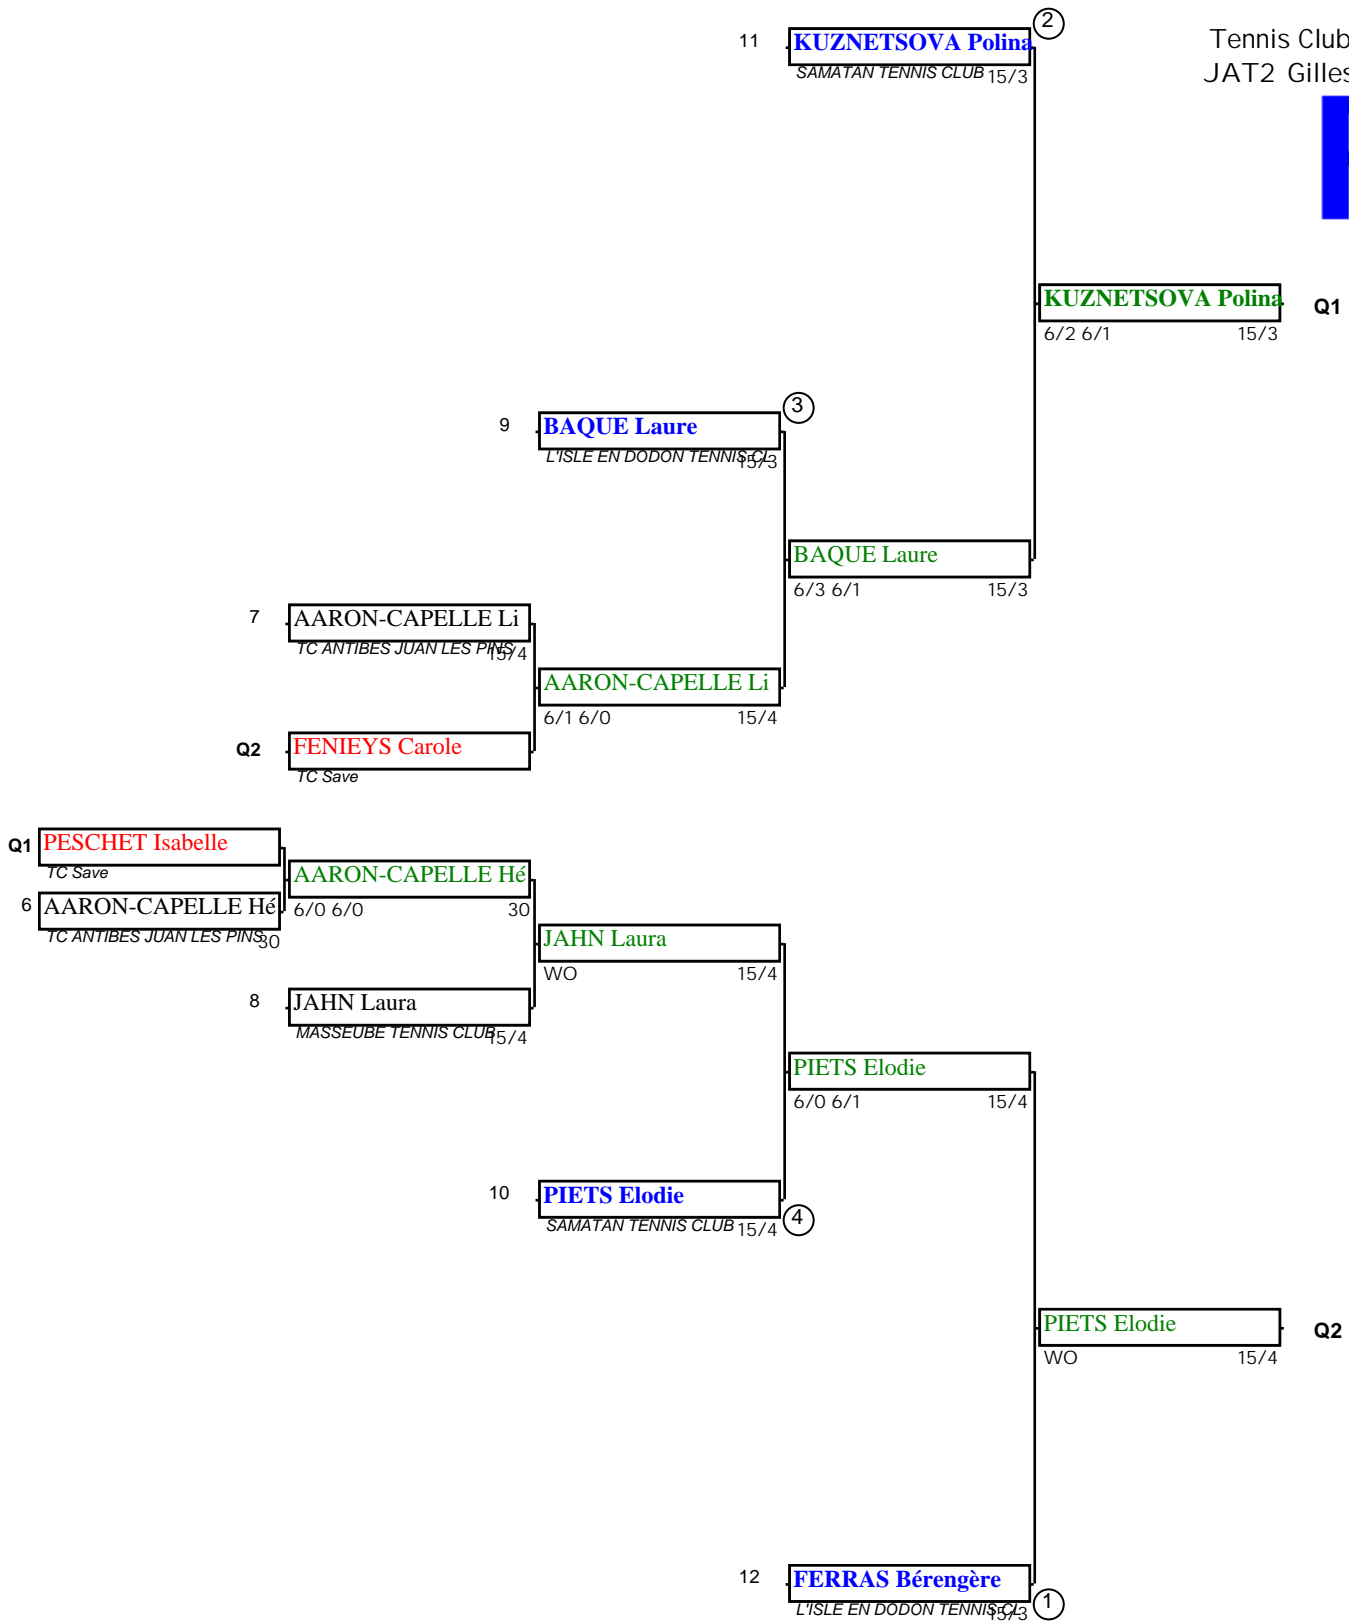 2
11 KUZNETSOVA Polina
SAMATAN TENNIS CLUB 15/3
Tennis Club
JAT2 Gilles
KUZNETSOVA Polina Q1
6/2 6/1 15/3
3
9 BAQUE Laure
L'ISLE EN DODON TENNIS CL 15/3
BAQUE Laure
6/3 6/1 15/3
7 AARON-CAPELLE Li
TC ANTIBES JUAN LES PINS 15/4
AARON-CAPELLE Li
6/1 6/0 15/4
Q2 FENIEYS Carole
TC Save
Q1 PESCHET Isabelle
TC Save
AARON-CAPELLE Hé
6/0 6/0 30
6 AARON-CAPELLE Hé
TC ANTIBES JUAN LES PINS 30
JAHN Laura
WO 15/4
8 JAHN Laura
MASSEUBE TENNIS CLUB 15/4
PIETS Elodie
6/0 6/1 15/4
10 PIETS Elodie
SAMATAN TENNIS CLUB 15/4 4
PIETS Elodie Q2
WO 15/4
12 FERRAS Bérengère
L'ISLE EN DODON TENNIS CL 15/3 1